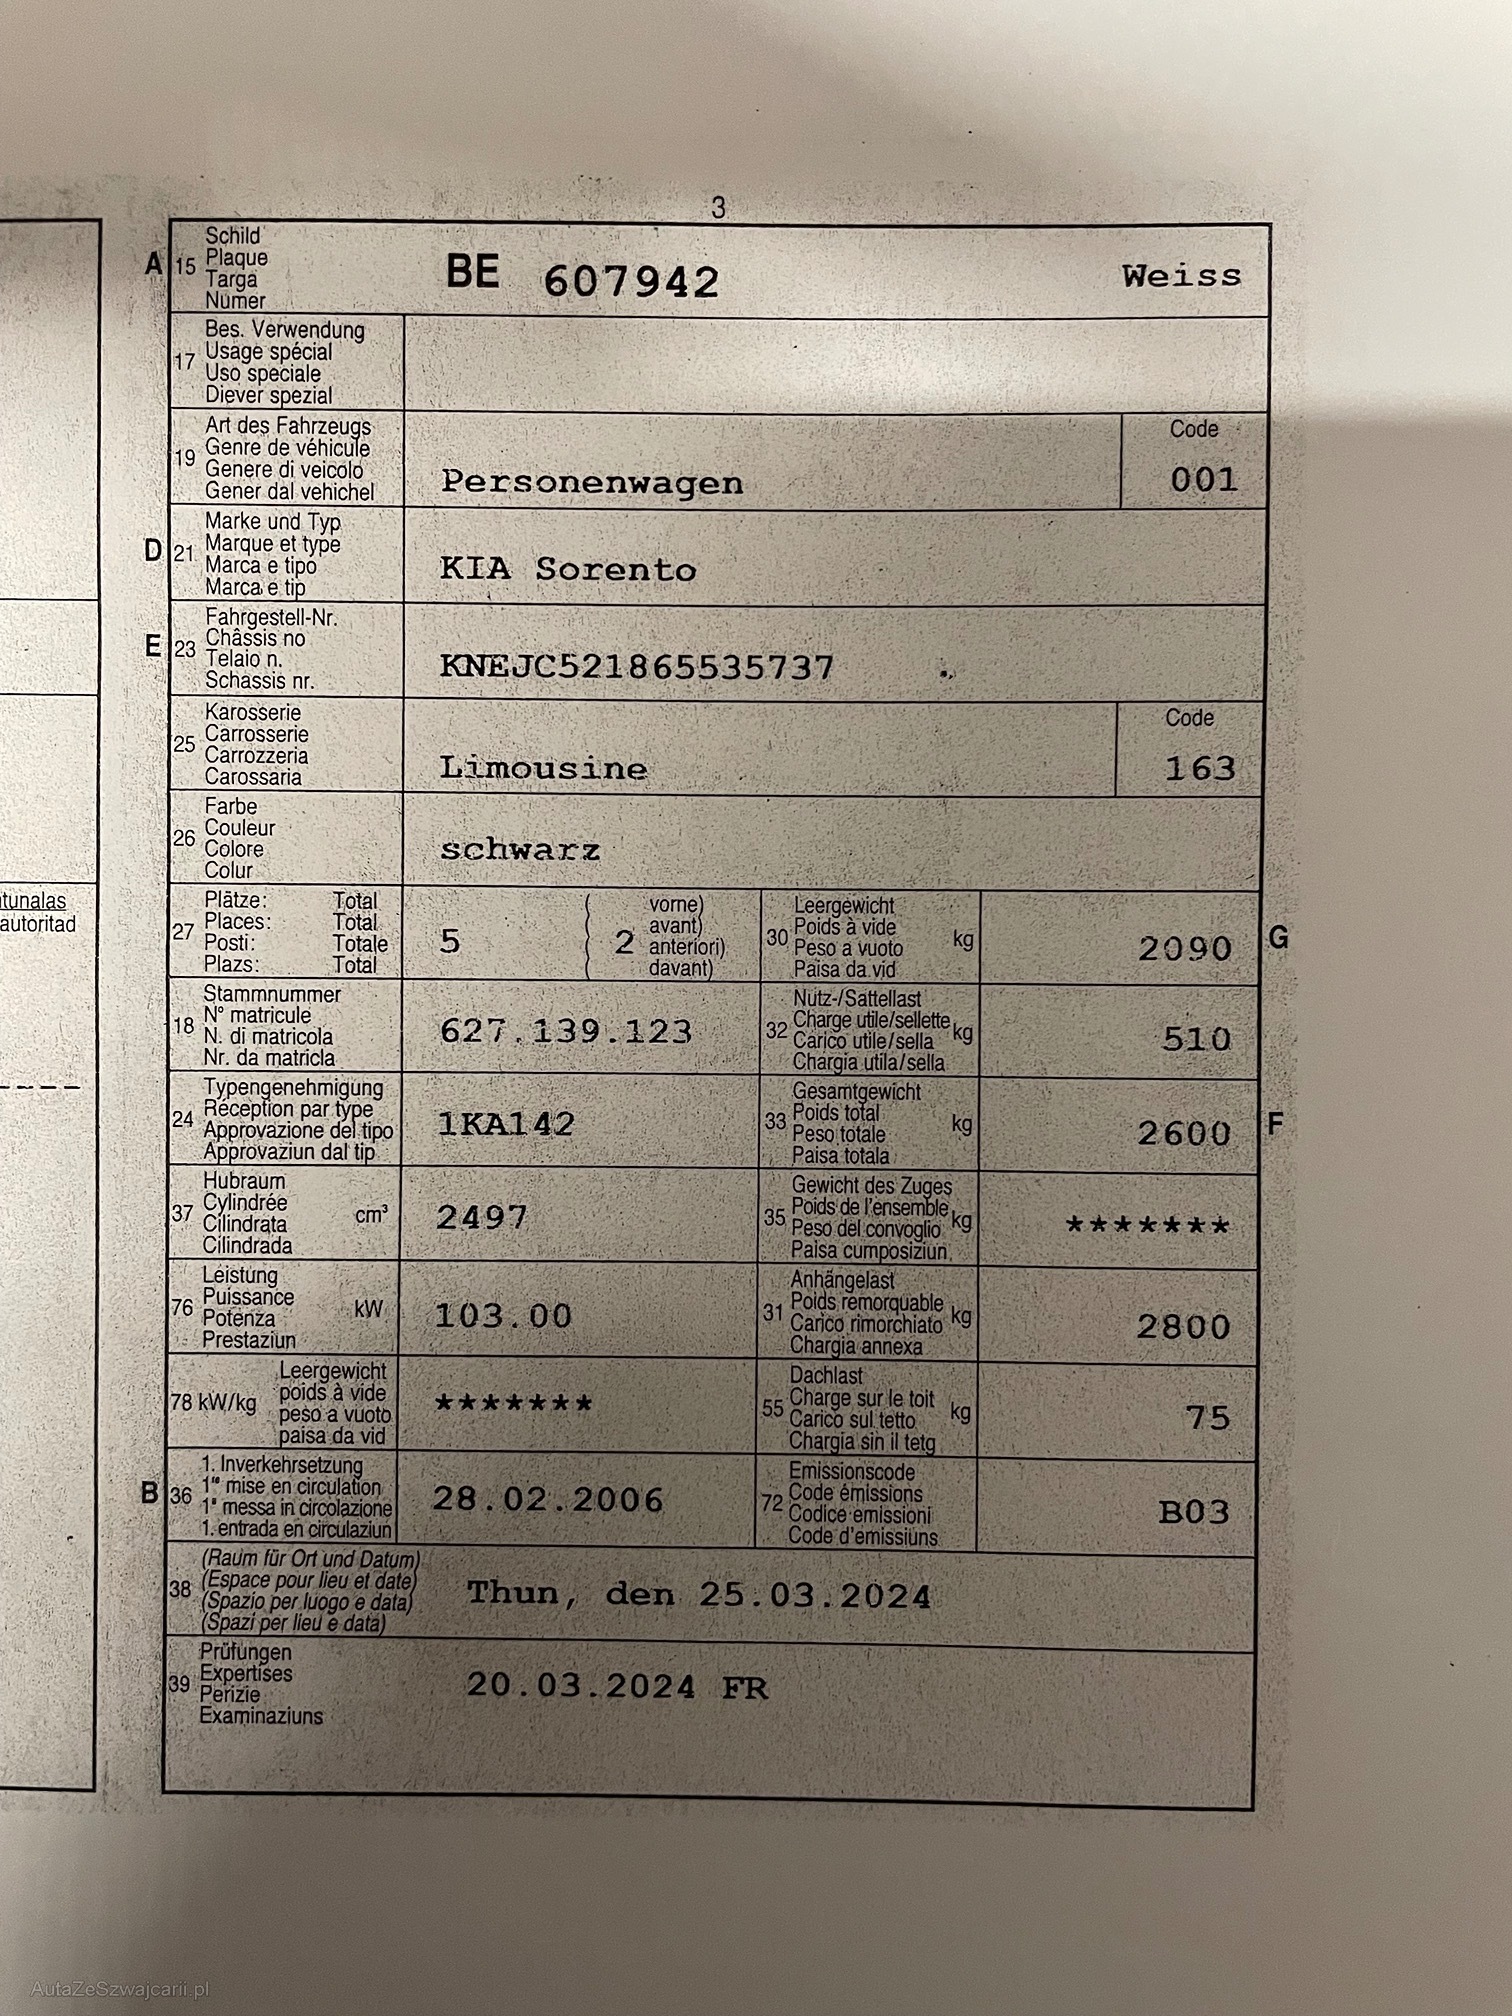 3
A 15 Schild
Plaque
Targa
Numer
BE 607942 Weiss
17 Bes. Verwendung
Usage spécial
Uso speciale
Diever spezial
19 Art des Fahrzeugs
Genre de véhicule
Genere di veicolo
Gener dal vehichel
Personenwagen
Code
001
D 21 Marke und Typ
Marque et type
Marca e tipo
Marca e tip
KIA Sorento
E 23 Fahrgestell-Nr.
Châssis no
Telaio n.
Schassis nr.
KNEJC521865535737
25 Karosserie
Carrosserie
Carrozzeria
Carossaria
Limousine
Code
163
26 Farbe
Couleur
Colore
Colur
schwarz
tunalas
autoritad
27 Plätze: Total
Places: Total
Posti: Totale
Plazs: Total
5
( vorne)
( avant)
( 2 anteriori)
( davant)
30 Leergewicht
Poids à vide
Peso a vuoto
Paisa da vid
kg
2090 G
18 Stammnummer
N° matricule
N. di matricola
Nr. da matricla
627.139.123
32 Nutz-/Sattellast
Charge utile/sellette
Carico utile/sella
Chargia utila/sella
kg
510
24 Typengenehmigung
Réception par type
Approvazione del tipo
Approvaziun dal tip
1KA142
33 Gesamtgewicht
Poids total
Peso totale
Paisa totala
kg
2600 F
37 Hubraum
Cylindrée
Cilindrata
Cilindrada
cm³
2497
35 Gewicht des Zuges
Poids de l'ensemble
Peso del convoglio
Paisa cumposiziun
kg
*******
76 Leistung
Puissance
Potenza
Prestaziun
kW
103.00
31 Anhängelast
Poids remorquable
Carico rimorchiato
Chargia annexa
kg
2800
78 kW/kg Leergewicht
poids à vide
peso a vuoto
paisa da vid
*******
55 Dachlast
Charge sur le toit
Carico sul tetto
Chargia sin il tetg
kg
75
B 36 1. Inverkehrsetzung
1re mise en circulation
1a messa in circolazione
1. entrada en circulaziun
28.02.2006
72 Emissionscode
Code émissions
Codice emissioni
Code d'emissiuns
B03
38 (Raum für Ort und Datum)
(Espace pour lieu et date)
(Spazio per luogo e data)
(Spazi per lieu e data)
Thun, den 25.03.2024
39 Prüfungen
Expertises
Perizie
Examinaziuns
20.03.2024 FR
AutaZeSzwajcarii.pl